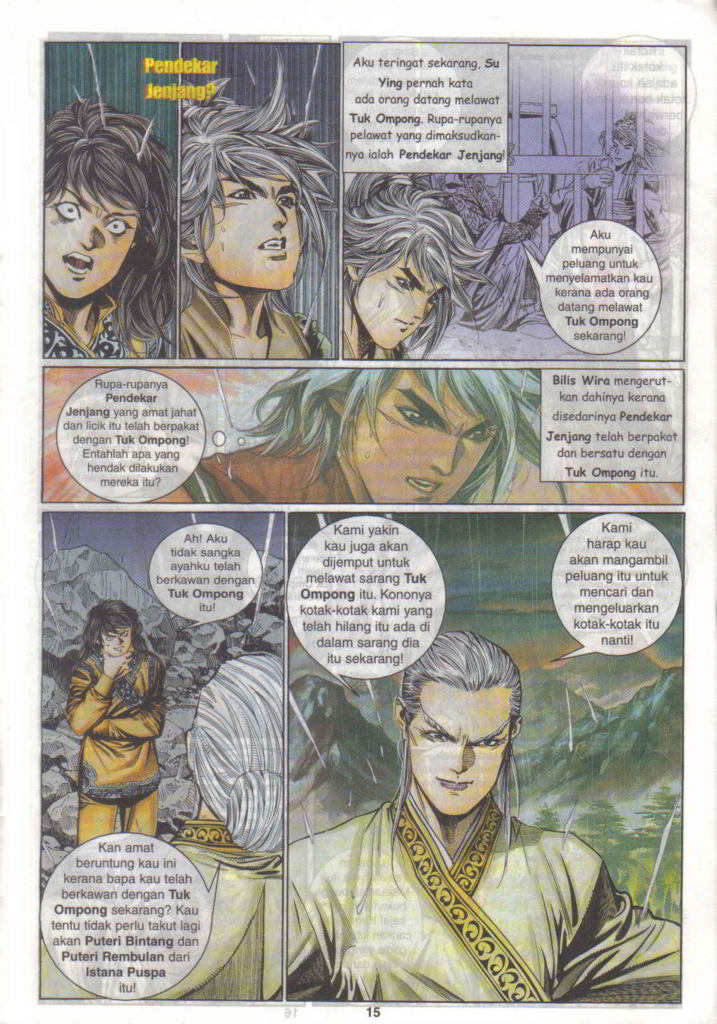 Pendekar
Jenjang?
Aku teringat sekarang, Su
Ying pernah kata
ada orang datang melawat
Tuk Ompong. Rupa-rupanya
pelawat yang dimaksudkan-
nya ialah Pendekar Jenjang!
Aku
mempunyai
peluang untuk
menyelamatkan kau
kerana ada orang
datang melawat
Tuk Ompong
sekarang!
Rupa-rupanya
Pendekar
Jenjang yang amat jahat
dan licik itu telah berpakat
dengan Tuk Ompong!
Entahlah apa yang
hendak dilakukan
mereka itu?
Bilis Wira mengerut-
kan dahinya kerana
disedarinya Pendekar
Jenjang telah berpakat
dan bersatu dengan
Tuk Ompong itu.
Ah! Aku
tidak sangka
ayahku telah
berkawan dengan
Tuk Ompong
itu!
Kan amat
beruntung kau ini
kerana bapa kau telah
berkawan dengan Tuk
Ompong sekarang? Kau
tentu tidak perlu takut lagi
akan Puteri Bintang dan
Puteri Rembulan dari
Istana Puspa
itu!
Kami yakin
kau juga akan
dijemput untuk
melawat sarang Tuk
Ompong itu. Kononya
kotak-kotak kami yang
telah hilang itu ada di
dalam sarang dia
itu sekarang!
Kami
harap kau
akan mangambil
peluang itu untuk
mencari dan
mengeluarkan
kotak-kotak itu
nanti!
15